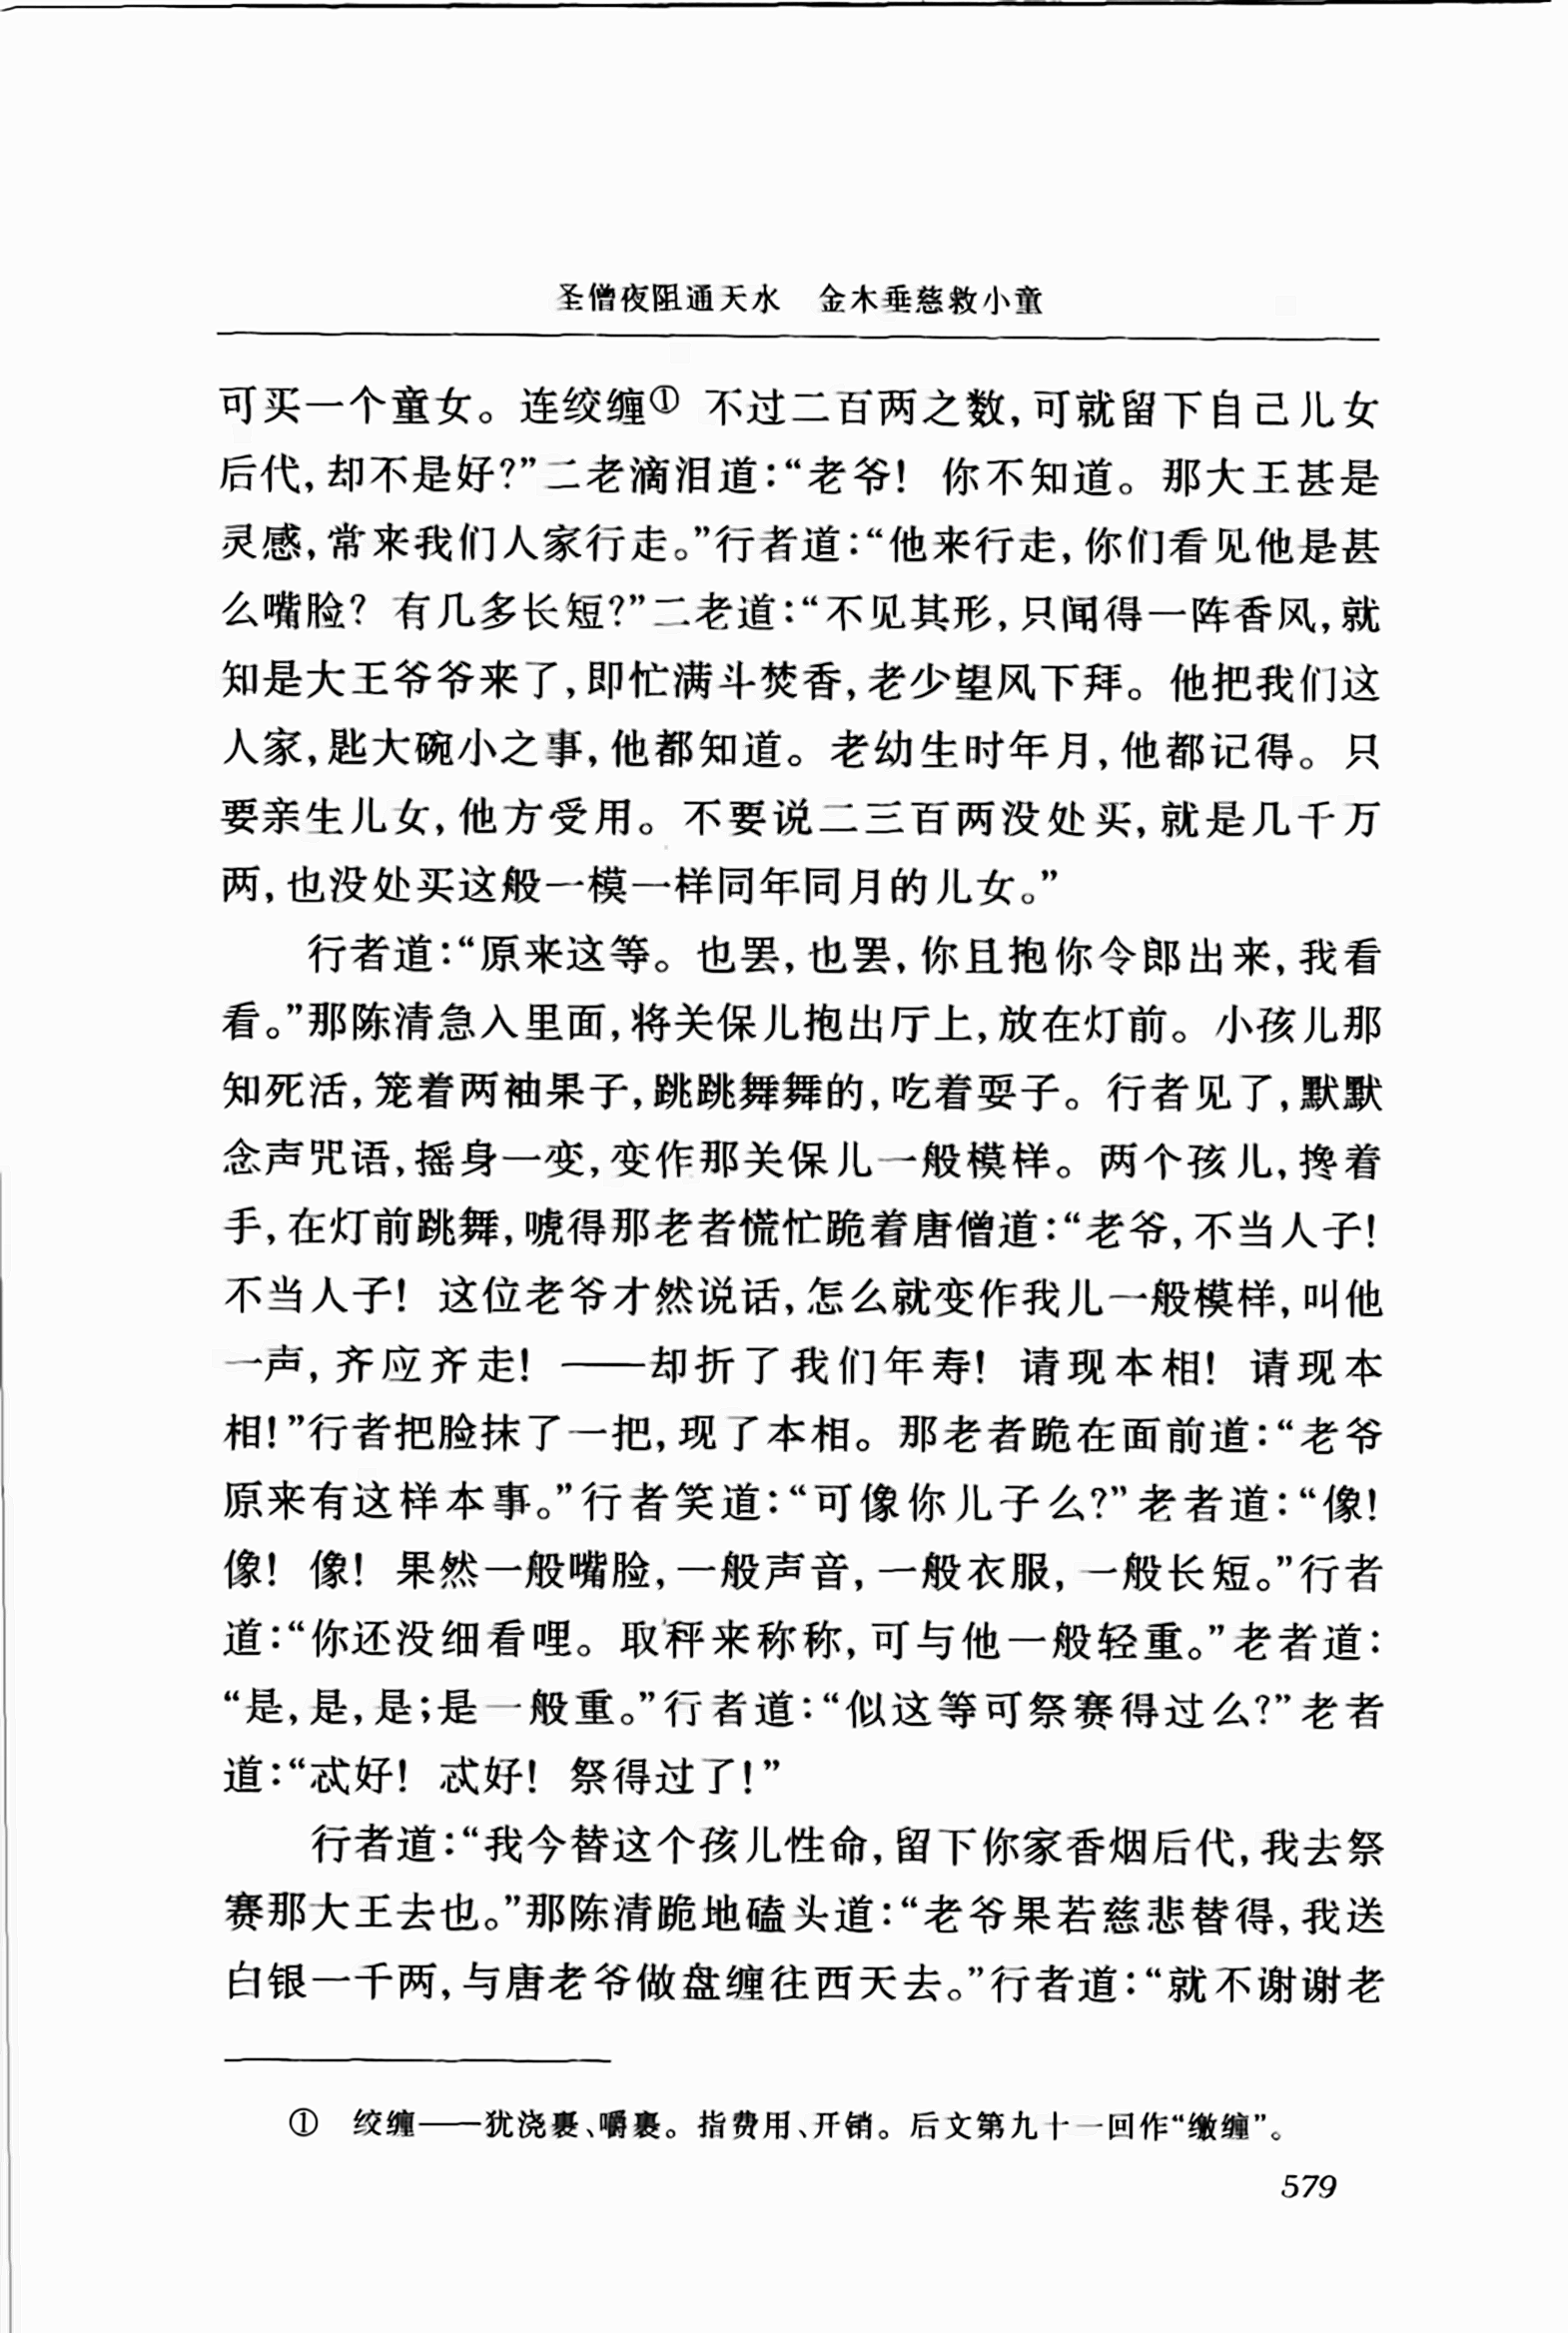 圣僧夜阻通天水　金木垂慈救小童
可买一个童女。连绞缠① 不过二百两之数，可就留下自己儿女
后代，却不是好？”二老滴泪道：“老爷！你不知道。那大王甚是
灵感，常来我们人家行走。”行者道：“他来行走，你们看见他是甚
么嘴脸？有几多长短？”二老道：“不见其形，只闻得一阵香风，就
知是大王爷爷来了，即忙满斗焚香，老少望风下拜。他把我们这
人家，匙大碗小之事，他都知道。老幼生时年月，他都记得。只
要亲生儿女，他方受用。不要说二三百两没处买，就是几千万
两，也没处买这般一模一样同年同月的儿女。”
行者道：“原来这等。也罢，也罢，你且抱你令郎出来，我看
看。”那陈清急入里面，将关保儿抱出厅上，放在灯前。小孩儿那
知死活，笼着两袖果子，跳跳舞舞的，吃着耍子。行者见了，默默
念声咒语，摇身一变，变作那关保儿一般模样。两个孩儿，搀着
手，在灯前跳舞，唬得那老者慌忙跪着唐僧道：“老爷，不当人子！
不当人子！这位老爷才然说话，怎么就变作我儿一般模样，叫他
一声，齐应齐走！——却折了我们年寿！请现本相！请现本
相！”行者把脸抹了一把，现了本相。那老者跪在面前道：“老爷
原来有这样本事。”行者笑道：“可像你儿子么？”老者道：“像！
像！像！果然一般嘴脸，一般声音，一般衣服，一般长短。”行者
道：“你还没细看哩。取秤来称称，可与他一般轻重。”老者道：
“是，是，是；是一般重。”行者道：“似这等可祭赛得过么？”老者
道：“忒好！忒好！祭得过了！”
行者道：“我今替这个孩儿性命，留下你家香烟后代，我去祭
赛那大王去也。”那陈清跪地磕头道：“老爷果若慈悲替得，我送
白银一千两，与唐老爷做盘缠往西天去。”行者道：“就不谢谢老
①　绞缠——犹浇裹、嚼裹。指费用、开销。后文第九十一回作“缴缠”。
579